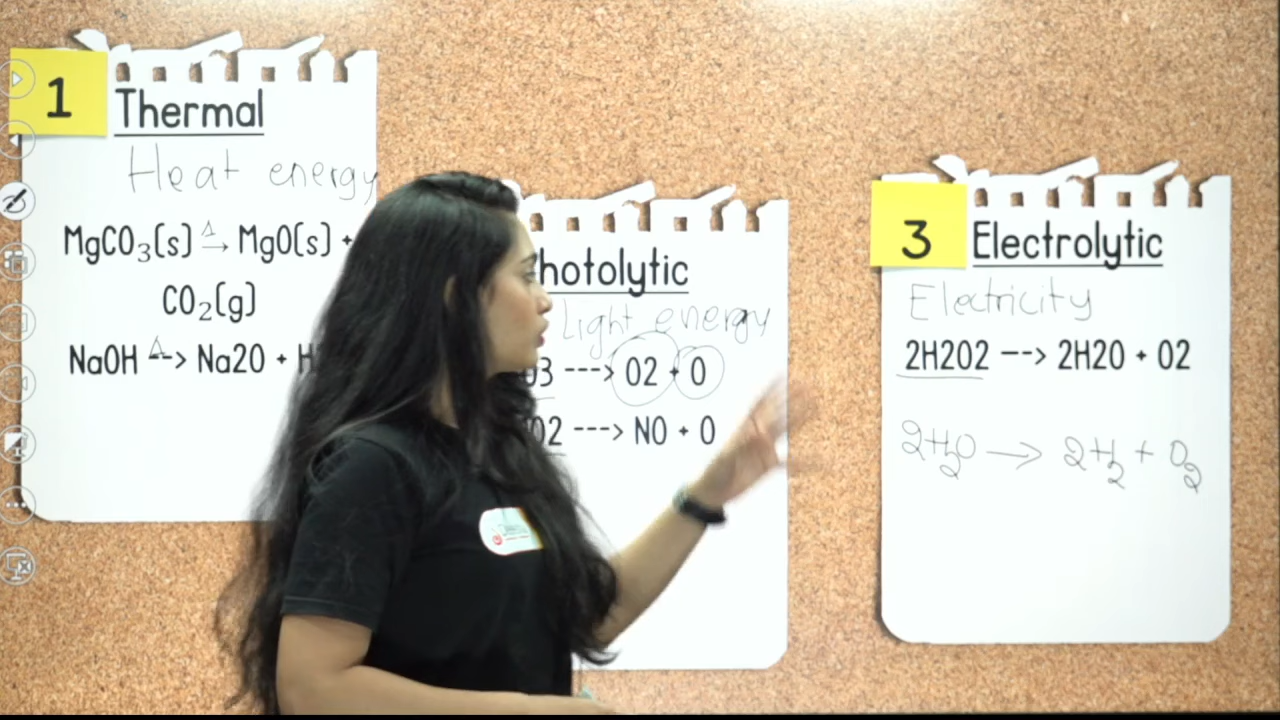 1
Thermal
Heat energy
MgCO₃(s) Δ→ MgO(s) +
CO₂(g)
NaOH Δ--> Na2O + H
hotolytic
Light energy
O3 ---> O2 + O
O2 ---> NO + O
3
Electrolytic
Electricity
2H2O2 --> 2H2O + O2
2H₂O → 2H₂ + O₂